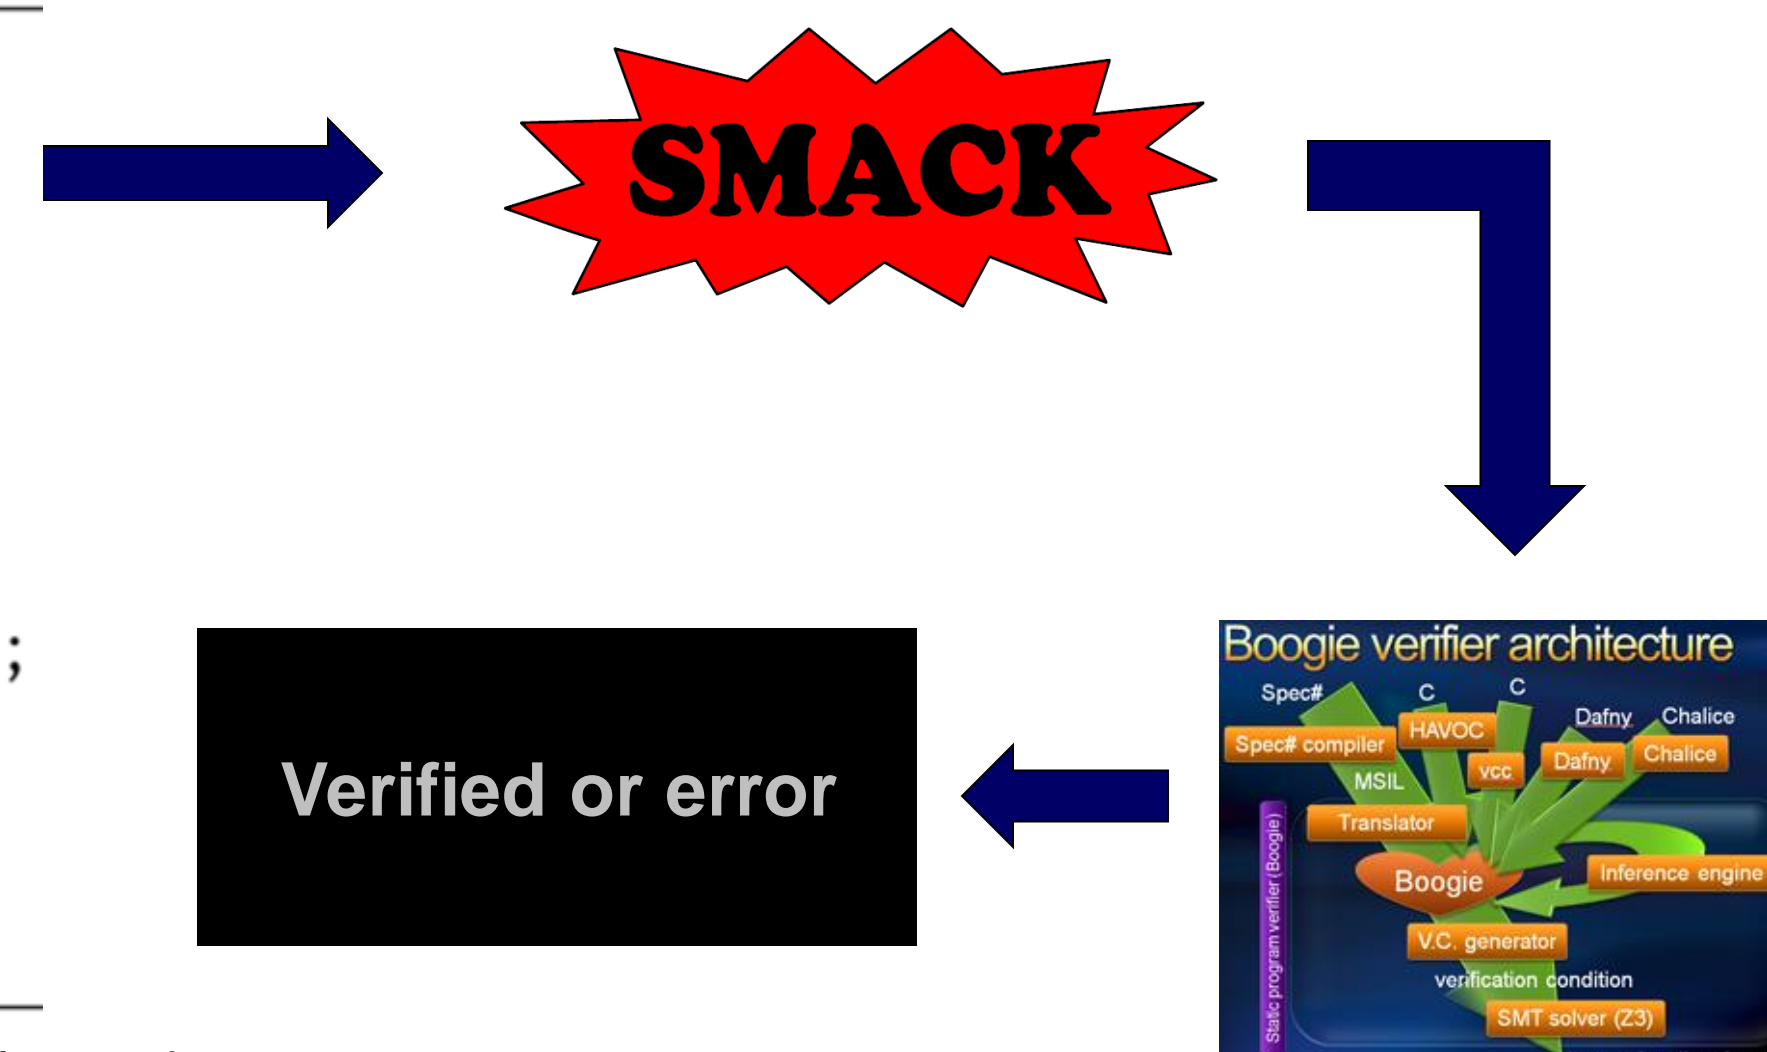 SMACK
;
Verified or error
Boogie verifier architecture
Spec# C C Dafny Chalice
Spec# compiler HAVOC vcc Dafny Chalice
MSIL
Translator
Static program verifier (Boogie)
Boogie
Inference engine
V.C. generator
verification condition
SMT solver (Z3)